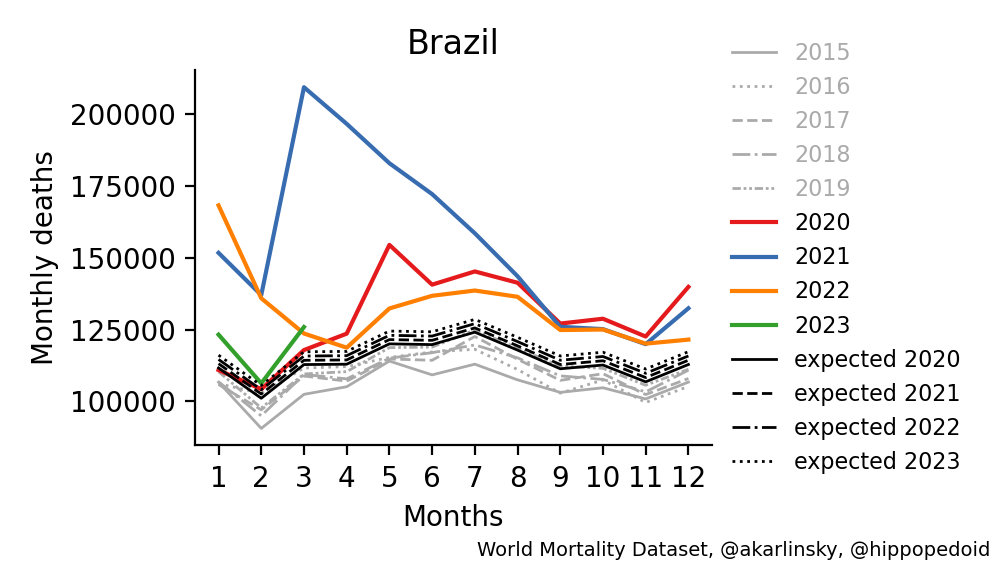 Brazil
Monthly deaths
200000
175000
150000
125000
100000
1 2 3 4 5 6 7 8 9 10 11 12
Months
2015
2016
2017
2018
2019
2020
2021
2022
2023
expected 2020
expected 2021
expected 2022
expected 2023
World Mortality Dataset, @akarlinsky, @hippopedoid